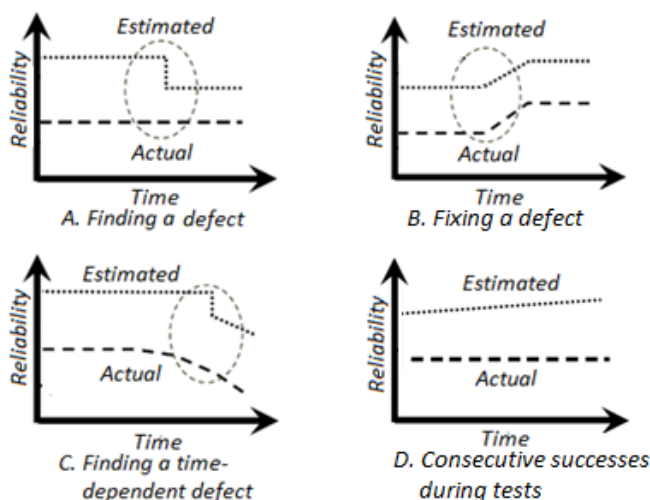 Estimated
Reliability
Actual
Time
A. Finding a defect
Estimated
Reliability
Actual
Time
B. Fixing a defect
Estimated
Reliability
Actual
Time
C. Finding a time-
dependent defect
Estimated
Reliability
Actual
Time
D. Consecutive successes
during tests